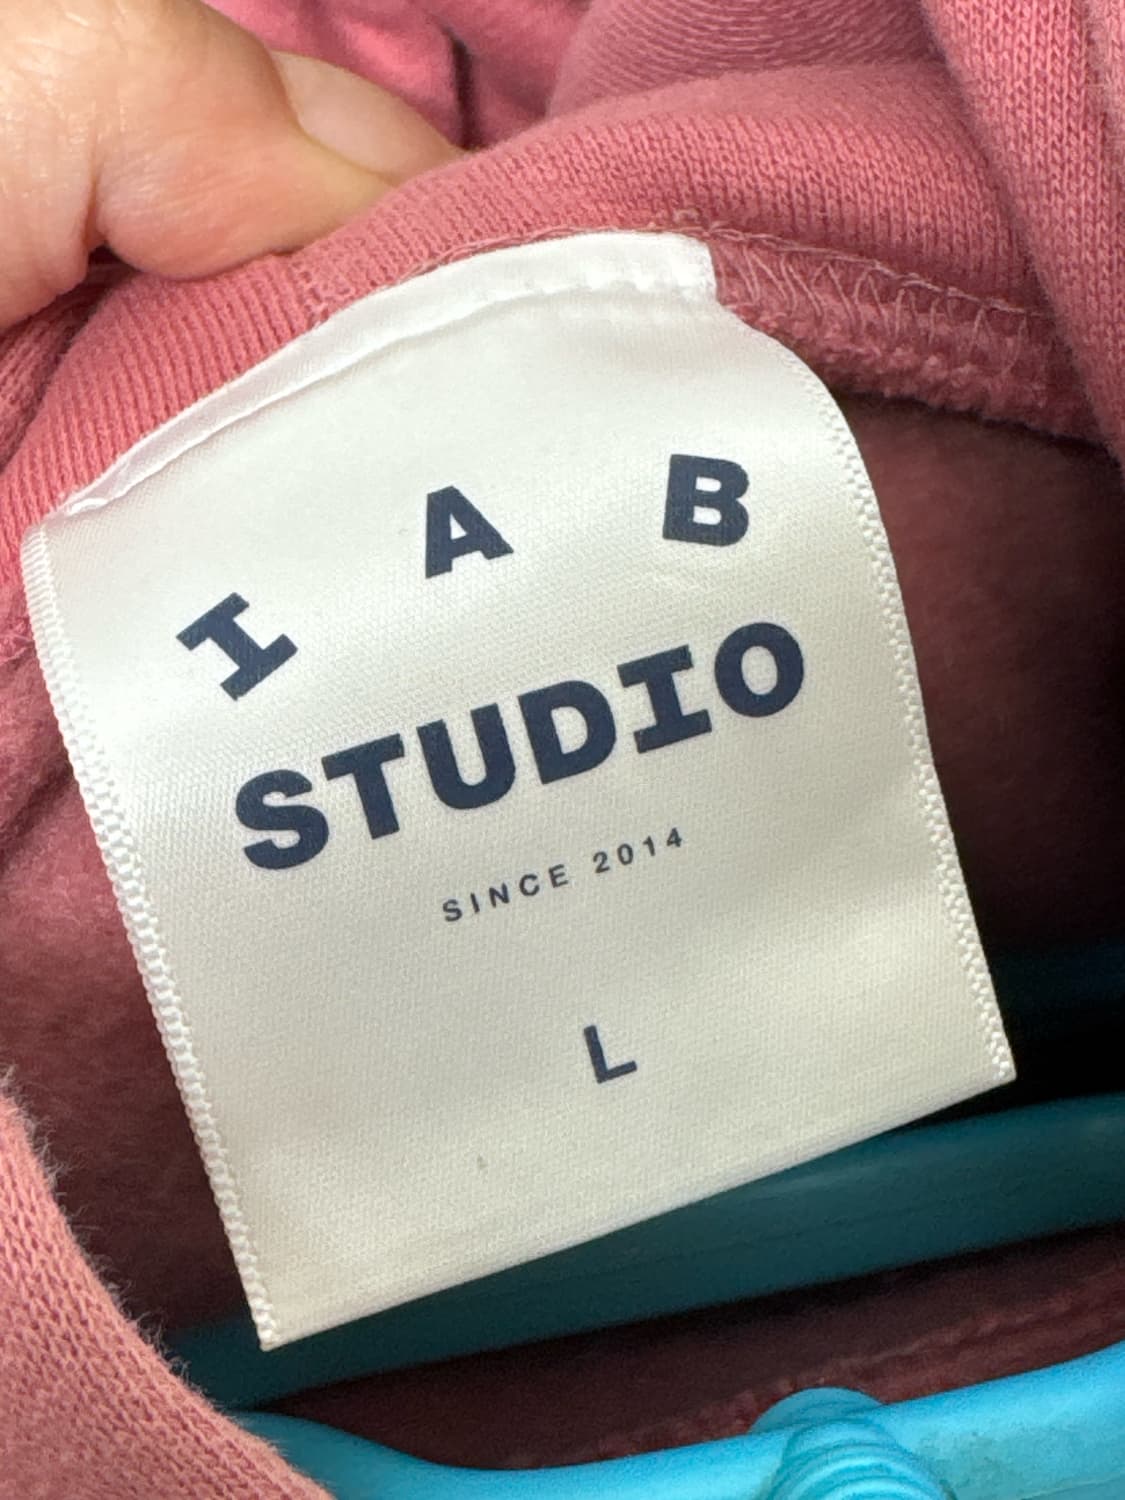 I A B
STUDIO
SINCE 2014
L